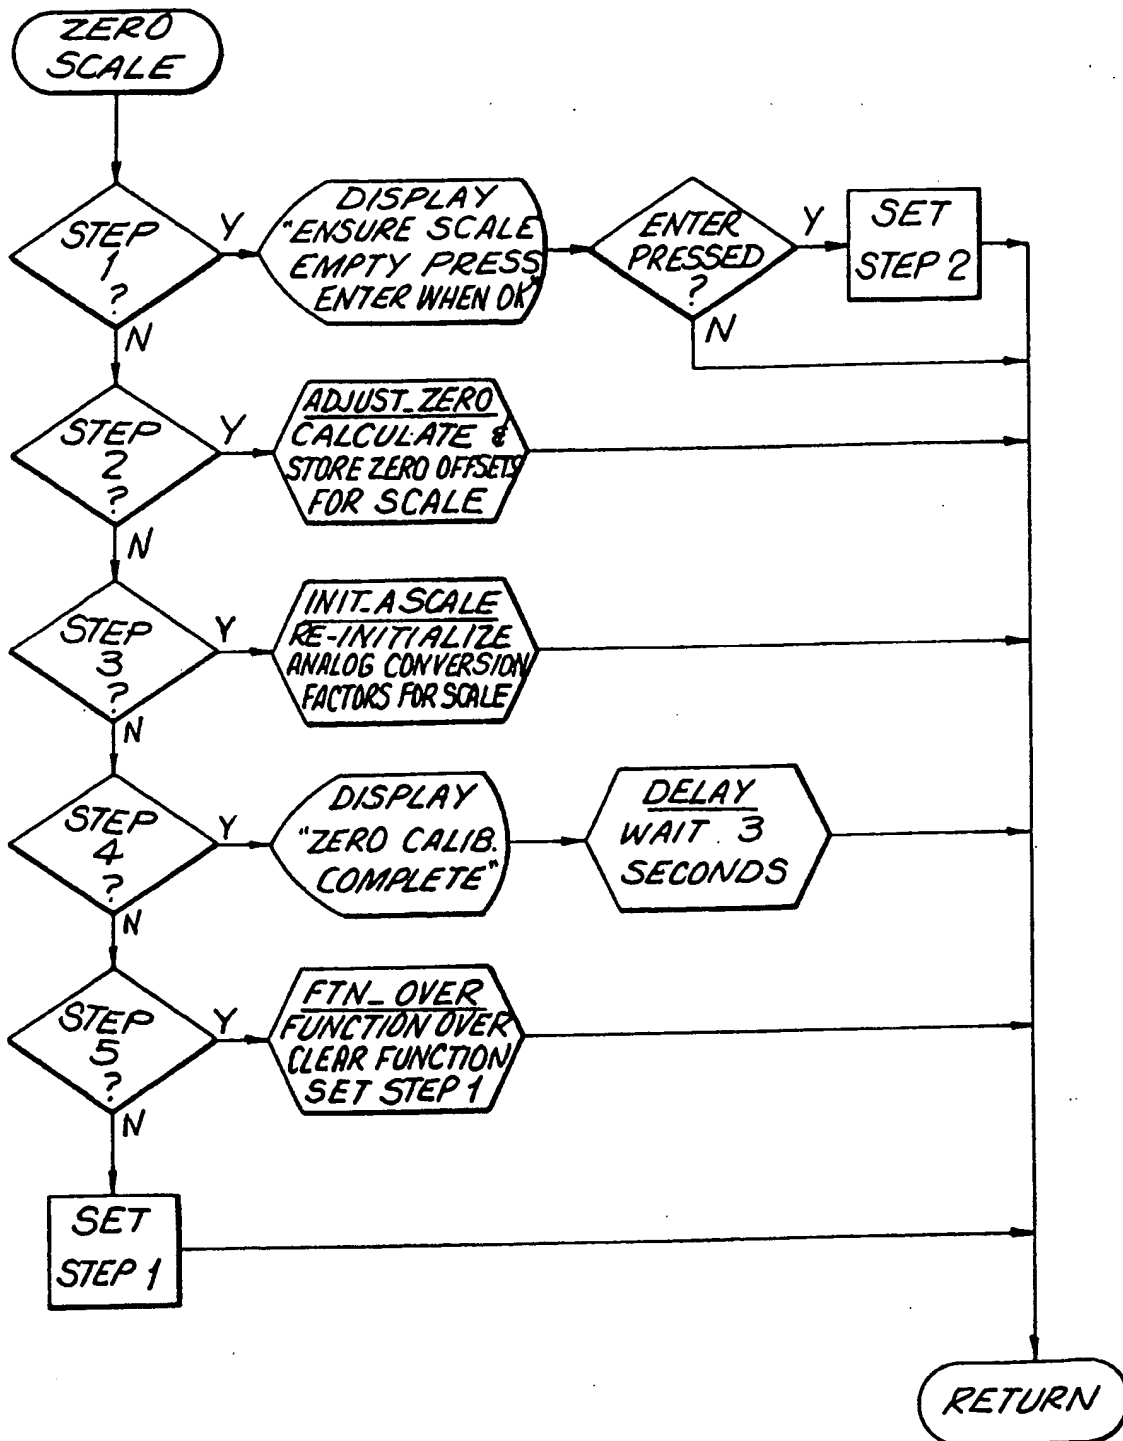 ZERO
SCALE
STEP
1
?
Y
N
DISPLAY
"ENSURE SCALE
EMPTY PRESS
ENTER WHEN OK"
ENTER
PRESSED
?
Y
N
SET
STEP 2
STEP
2
?
Y
N
ADJUST_ZERO
CALCULATE &
STORE ZERO OFFSETS
FOR SCALE
STEP
3
?
Y
N
INIT_A SCALE
RE-INITIALIZE
ANALOG CONVERSION
FACTORS FOR SCALE
STEP
4
?
Y
N
DISPLAY
"ZERO CALIB.
COMPLETE"
DELAY
WAIT 3
SECONDS
STEP
5
?
Y
N
FTN_OVER
FUNCTION OVER
CLEAR FUNCTION
SET STEP 1
SET
STEP 1
RETURN